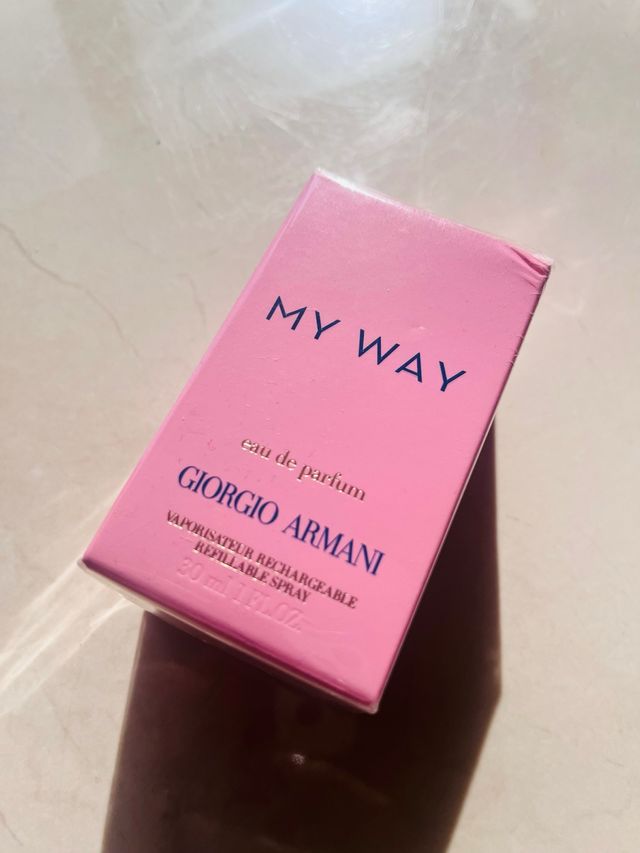 MY WAY
eau de parfum
GIORGIO ARMANI
VAPORISATEUR RECHARGEABLE
REFILLABLE SPRAY
30 ml 1 FL.OZ.